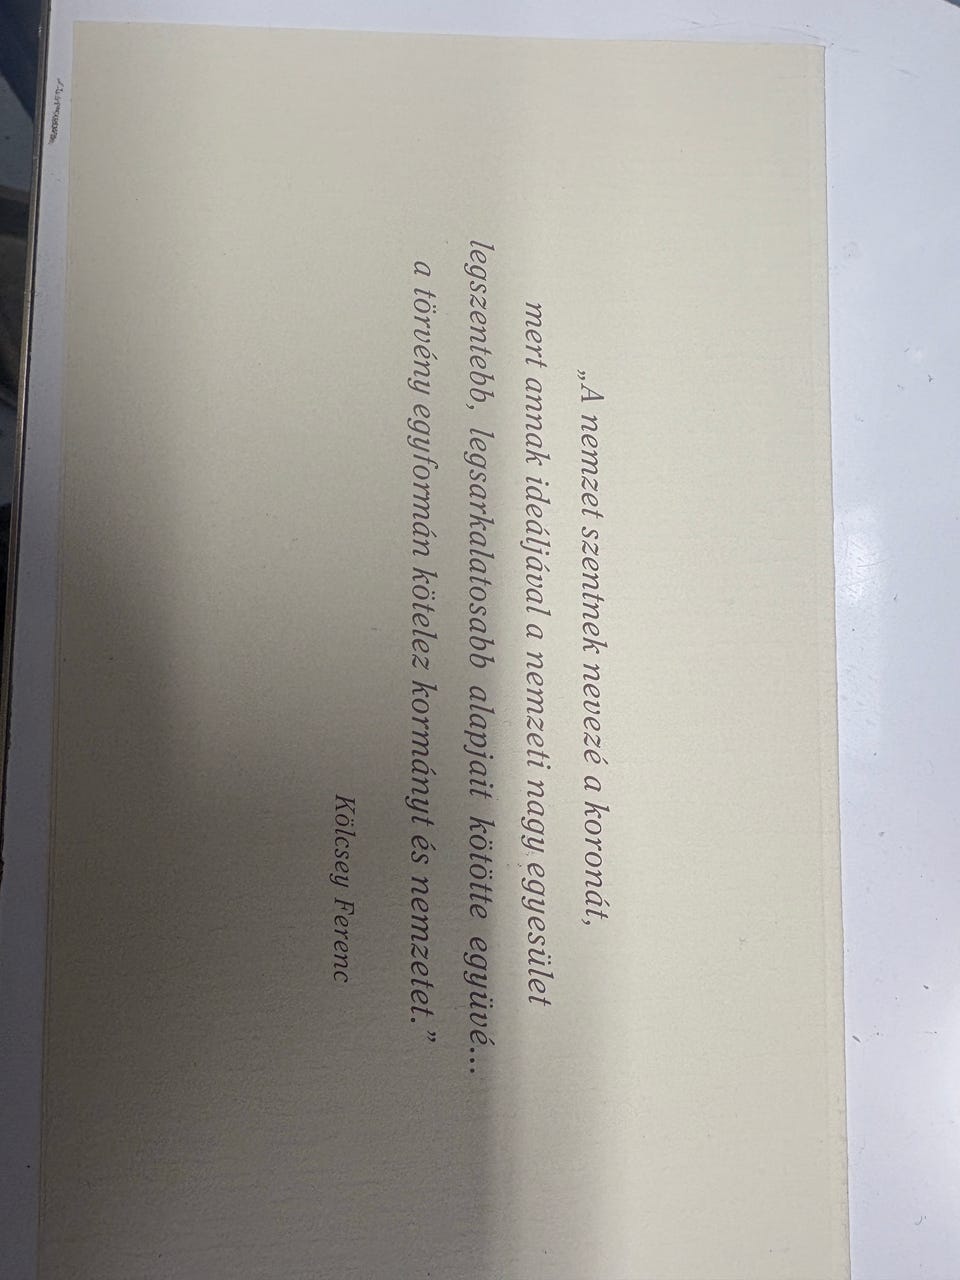 „A nemzet szentnek nevezé a koronát,
mert annak ideáljával a nemzeti nagy egyesület
legszentebb, legsarkalatosabb alapjait kötötte együvé...
a törvény egyformán kötelez kormányt és nemzetet.”
Kölcsey Ferenc